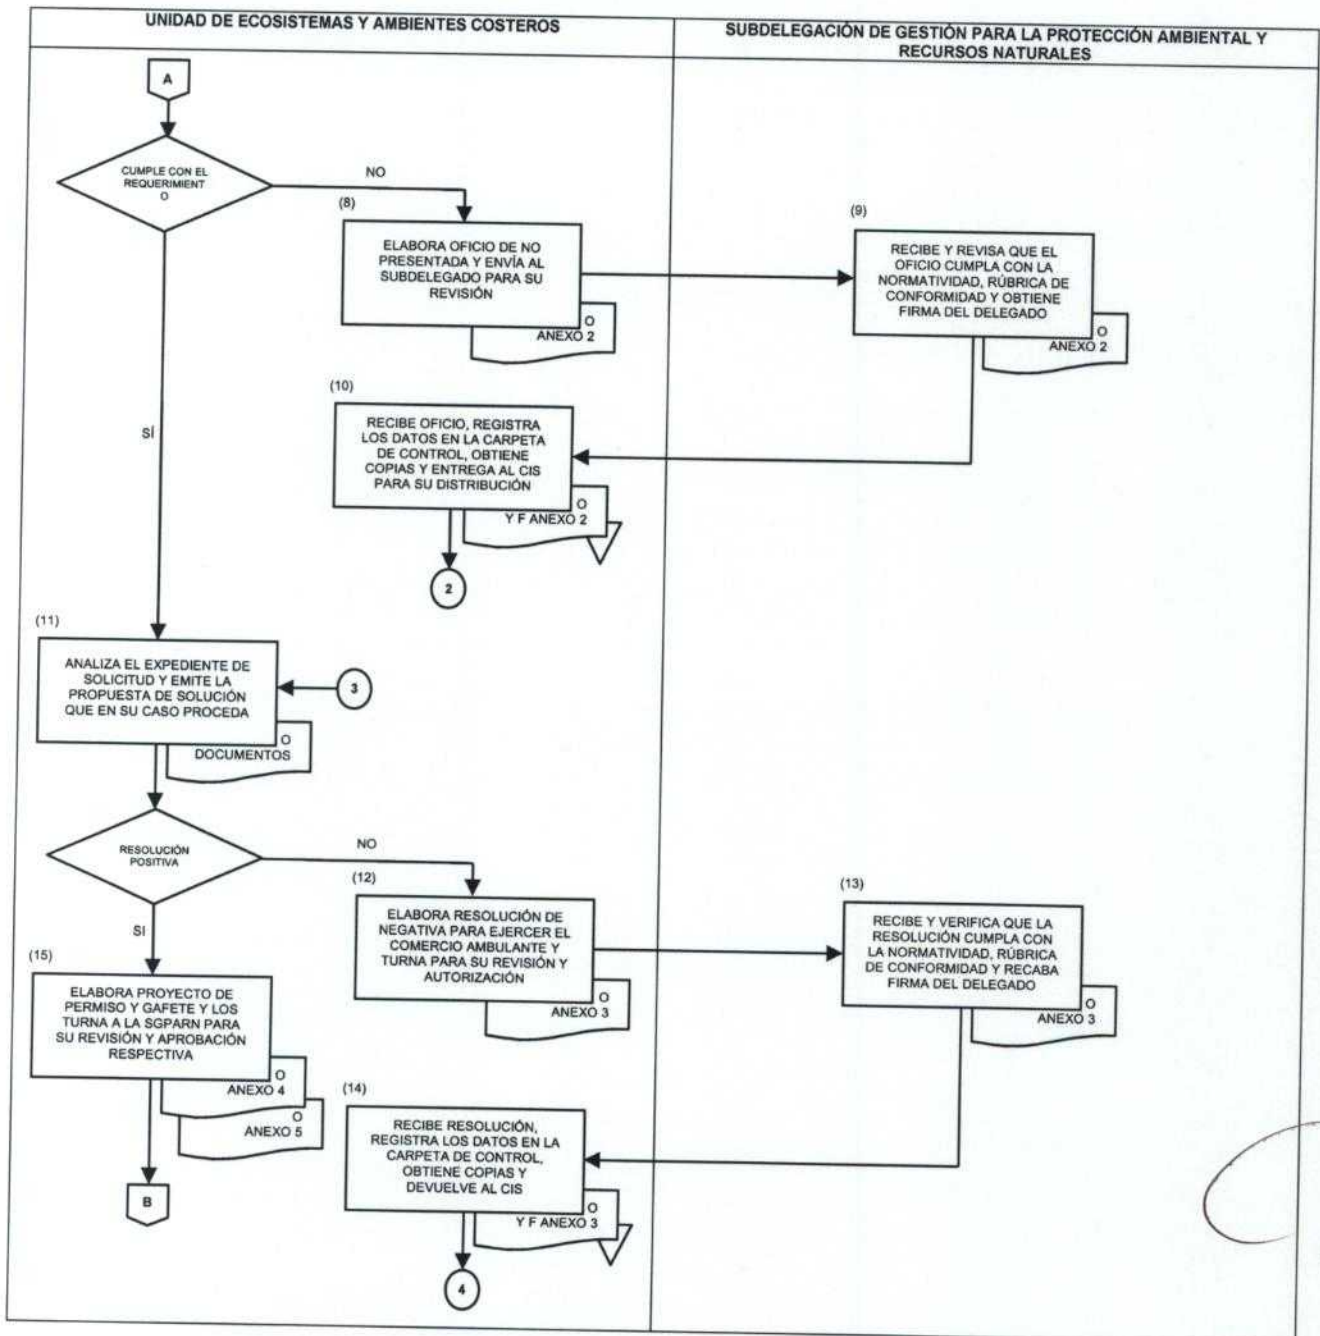 UNIDAD DE ECOSISTEMAS Y AMBIENTES COSTEROS
SUBDELEGACIÓN DE GESTIÓN PARA LA PROTECCIÓN AMBIENTAL Y
RECURSOS NATURALES
A
CUMPLE CON EL
REQUERIMIENT
O
NO
(8)
ELABORA OFICIO DE NO
PRESENTADA Y ENVÍA AL
SUBDELEGADO PARA SU
REVISIÓN
O
ANEXO 2
(9)
RECIBE Y REVISA QUE EL
OFICIO CUMPLA CON LA
NORMATIVIDAD, RÚBRICA DE
CONFORMIDAD Y OBTIENE
FIRMA DEL DELEGADO
O
ANEXO 2
(10)
RECIBE OFICIO, REGISTRA
LOS DATOS EN LA CARPETA
DE CONTROL, OBTIENE
COPIAS Y ENTREGA AL CIS
PARA SU DISTRIBUCIÓN
O
Y F ANEXO 2
2
SÍ
(11)
ANALIZA EL EXPEDIENTE DE
SOLICITUD Y EMITE LA
PROPUESTA DE SOLUCIÓN
QUE EN SU CASO PROCEDA
O
DOCUMENTOS
3
RESOLUCIÓN
POSITIVA
NO
(12)
ELABORA RESOLUCIÓN DE
NEGATIVA PARA EJERCER EL
COMERCIO AMBULANTE Y
TURNA PARA SU REVISIÓN Y
AUTORIZACIÓN
O
ANEXO 3
(13)
RECIBE Y VERIFICA QUE LA
RESOLUCIÓN CUMPLA CON
LA NORMATIVIDAD, RÚBRICA
DE CONFORMIDAD Y RECABA
FIRMA DEL DELEGADO
O
ANEXO 3
SI
(15)
ELABORA PROYECTO DE
PERMISO Y GAFETE Y LOS
TURNA A LA SGPARN PARA
SU REVISIÓN Y APROBACIÓN
RESPECTIVA
O
ANEXO 4
O
ANEXO 5
B
(14)
RECIBE RESOLUCIÓN,
REGISTRA LOS DATOS EN LA
CARPETA DE CONTROL,
OBTIENE COPIAS Y
DEVUELVE AL CIS
O
Y F ANEXO 3
4